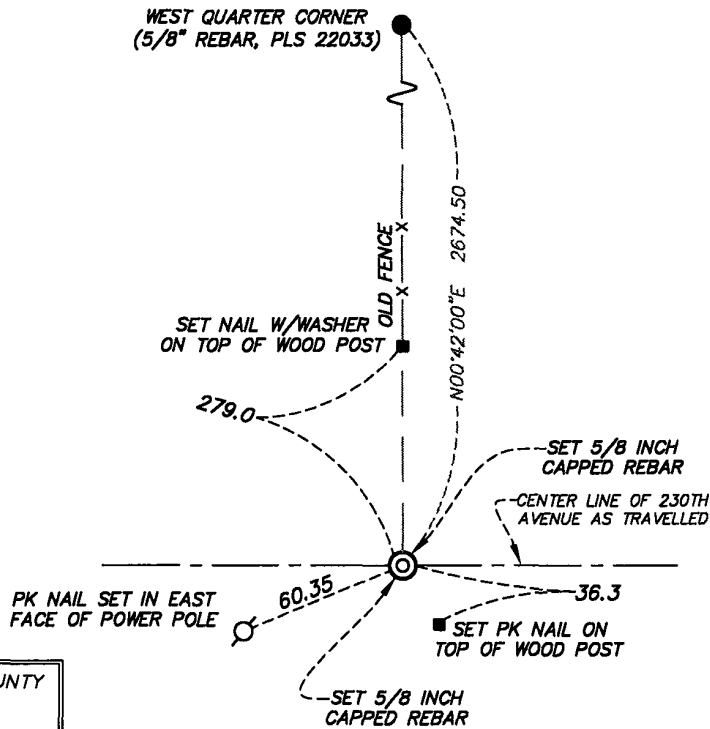 WEST QUARTER CORNER
(5/8" REBAR, PLS 22033)
OLD FENCE
N00°42'00"E 2674.50
SET NAIL W/WASHER
ON TOP OF WOOD POST
279.0
SET 5/8 INCH
CAPPED REBAR
CENTER LINE OF 230TH
AVENUE AS TRAVELLED
60.35
36.3
PK NAIL SET IN EAST
FACE OF POWER POLE
SET PK NAIL ON
TOP OF WOOD POST
SET 5/8 INCH
CAPPED REBAR